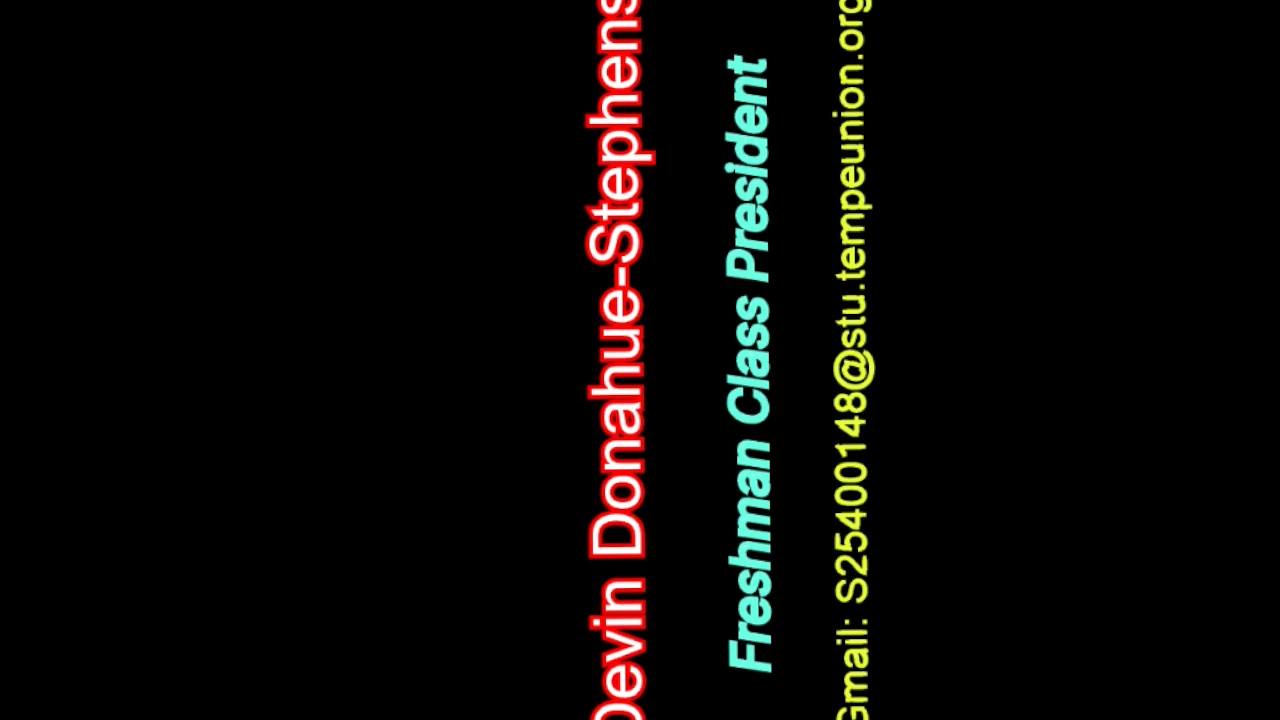 Devin Donahue-Stephens
Freshman Class President
Gmail: S25400148@stu.tempeunion.org